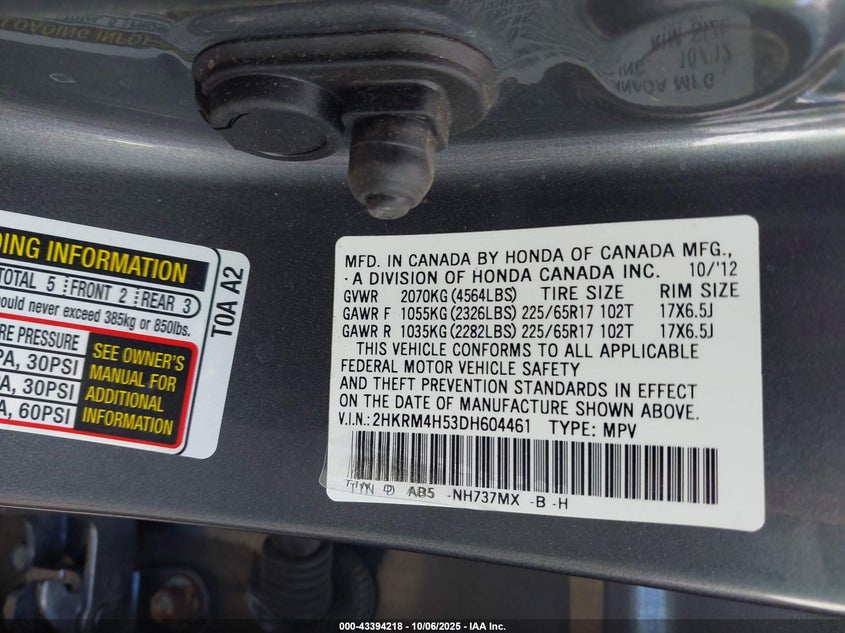 DING INFORMATION
TOTAL 5 FRONT 2 REAR 3
ould never exceed 385kg or 850lbs.
RE PRESSURE
PA, 30PSI
A, 30PSI
A, 60PSI
SEE OWNER'S
MANUAL FOR
ADDITIONAL
INFORMATION
T0A A2
MFD. IN CANADA BY HONDA OF CANADA MFG.,
A DIVISION OF HONDA CANADA INC. 10/'12
GVWR 2070KG (4564LBS) TIRE SIZE RIM SIZE
GAWR F 1055KG (2326LBS) 225/65R17 102T 17X6.5J
GAWR R 1035KG (2282LBS) 225/65R17 102T 17X6.5J
THIS VEHICLE CONFORMS TO ALL APPLICABLE
FEDERAL MOTOR VEHICLE SAFETY
AND THEFT PREVENTION STANDARDS IN EFFECT
ON THE DATE OF MANUFACTURE SHOWN ABOVE.
V.I.N.: 2HKRM4H53DH604461 TYPE: MPV
AB5 -NH737MX -B -H
000-43394218 - 10/06/2025 - IAA Inc.